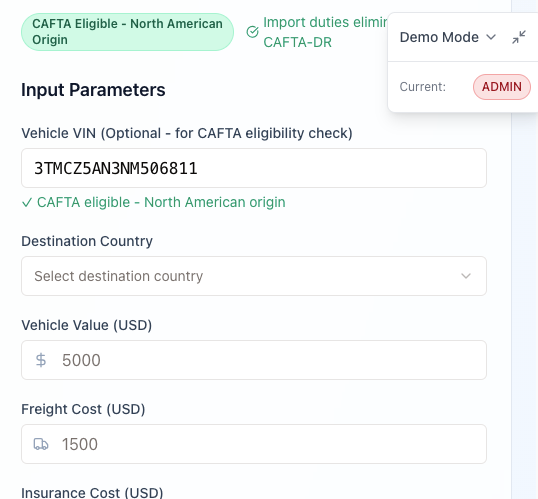 CAFTA Eligible - North American
Origin
Import duties elimin
CAFTA-DR
Demo Mode
Current:
ADMIN
Input Parameters
Vehicle VIN (Optional - for CAFTA eligibility check)
3TMCZ5AN3NM506811
✓ CAFTA eligible - North American origin
Destination Country
Select destination country
Vehicle Value (USD)
$ 5000
Freight Cost (USD)
1500
Insurance Cost (USD)